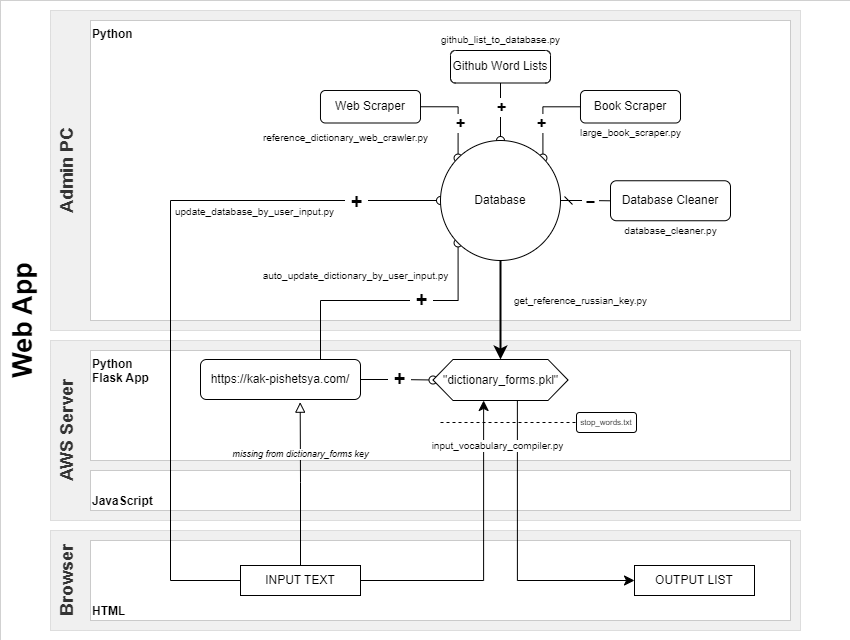 Web App
Admin PC
Python
github_list_to_database.py
Github Word Lists
Web Scraper
+
Book Scraper
+
+
reference_dictionary_web_crawler.py
large_book_scraper.py
Database
Database Cleaner
+
–
update_database_by_user_input.py
database_cleaner.py
auto_update_dictionary_by_user_input.py
+
get_reference_russian_key.py
AWS Server
Python
Flask App
https://kak-pishetsya.com/
+
"dictionary_forms.pkl"
stop_words.txt
input_vocabulary_compiler.py
missing from dictionary_forms key
JavaScript
Browser
INPUT TEXT
OUTPUT LIST
HTML